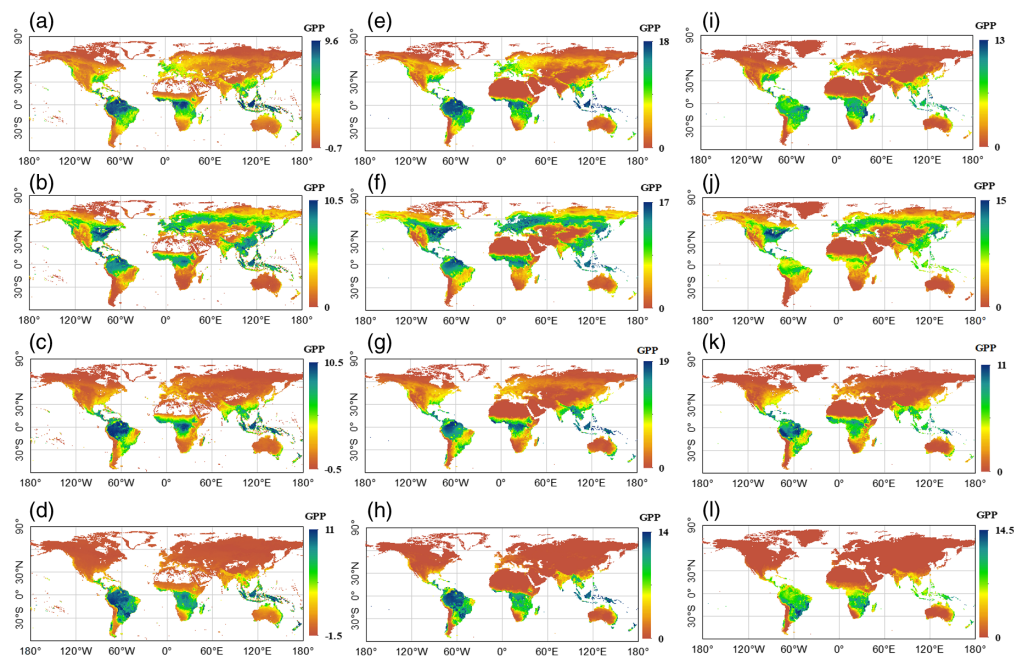 (a) GPP (e) GPP (i) GPP
90° 9.6 90° 18 90° 13
30°N 30°N 30°N
0° 0° 0°
30°S -0.7 30°S 0 30°S 0
180° 120°W 60°W 0° 60°E 120°E 180° 180° 120°W 60°W 0° 60°E 120°E 180° 180° 120°W 60°W 0° 60°E 120°E 180°
(b) GPP (f) GPP (j) GPP
90° 10.5 90° 17 90° 15
30°N 30°N 30°N
0° 0° 0°
30°S 0 30°S 0 30°S 0
180° 120°W 60°W 0° 60°E 120°E 180° 180° 120°W 60°W 0° 60°E 120°E 180° 180° 120°W 60°W 0° 60°E 120°E 180°
(c) GPP (g) GPP (k) GPP
90° 10.5 90° 19 90° 11
30°N 30°N 30°N
0° 0° 0°
30°S -0.5 30°S 0 30°S 0
180° 120°W 60°W 0° 60°E 120°E 180° 180° 120°W 60°W 0° 60°E 120°E 180° 180° 120°W 60°W 0° 60°E 120°E 180°
(d) GPP (h) GPP (l) GPP
90° 11 90° 14 90° 14.5
30°N 30°N 30°N
0° 0° 0°
30°S -1.5 30°S 0 30°S 0
180° 120°W 60°W 0° 60°E 120°E 180° 180° 120°W 60°W 0° 60°E 120°E 180° 180° 120°W 60°W 0° 60°E 120°E 180°